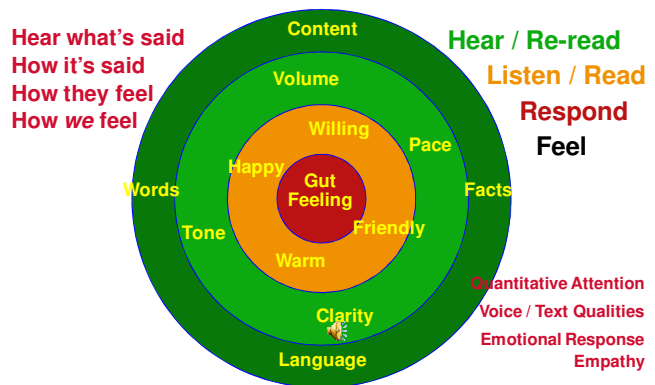 Hear what's said
How it's said
How they feel
How we feel
Content
Volume
Willing
Happy
Pace
Words
Gut
Feeling
Facts
Tone
Friendly
Warm
Clarity
Language
Hear / Re-read
Listen / Read
Respond
Feel
Quantitative Attention
Voice / Text Qualities
Emotional Response
Empathy